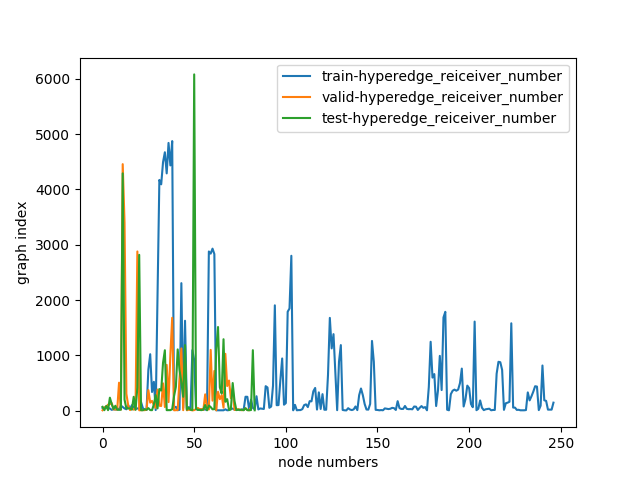 train-hyperedge_reiceiver_number
valid-hyperedge_reiceiver_number
test-hyperedge_reiceiver_number
6000
5000
4000
3000
2000
1000
0
graph index
0 50 100 150 200 250
node numbers